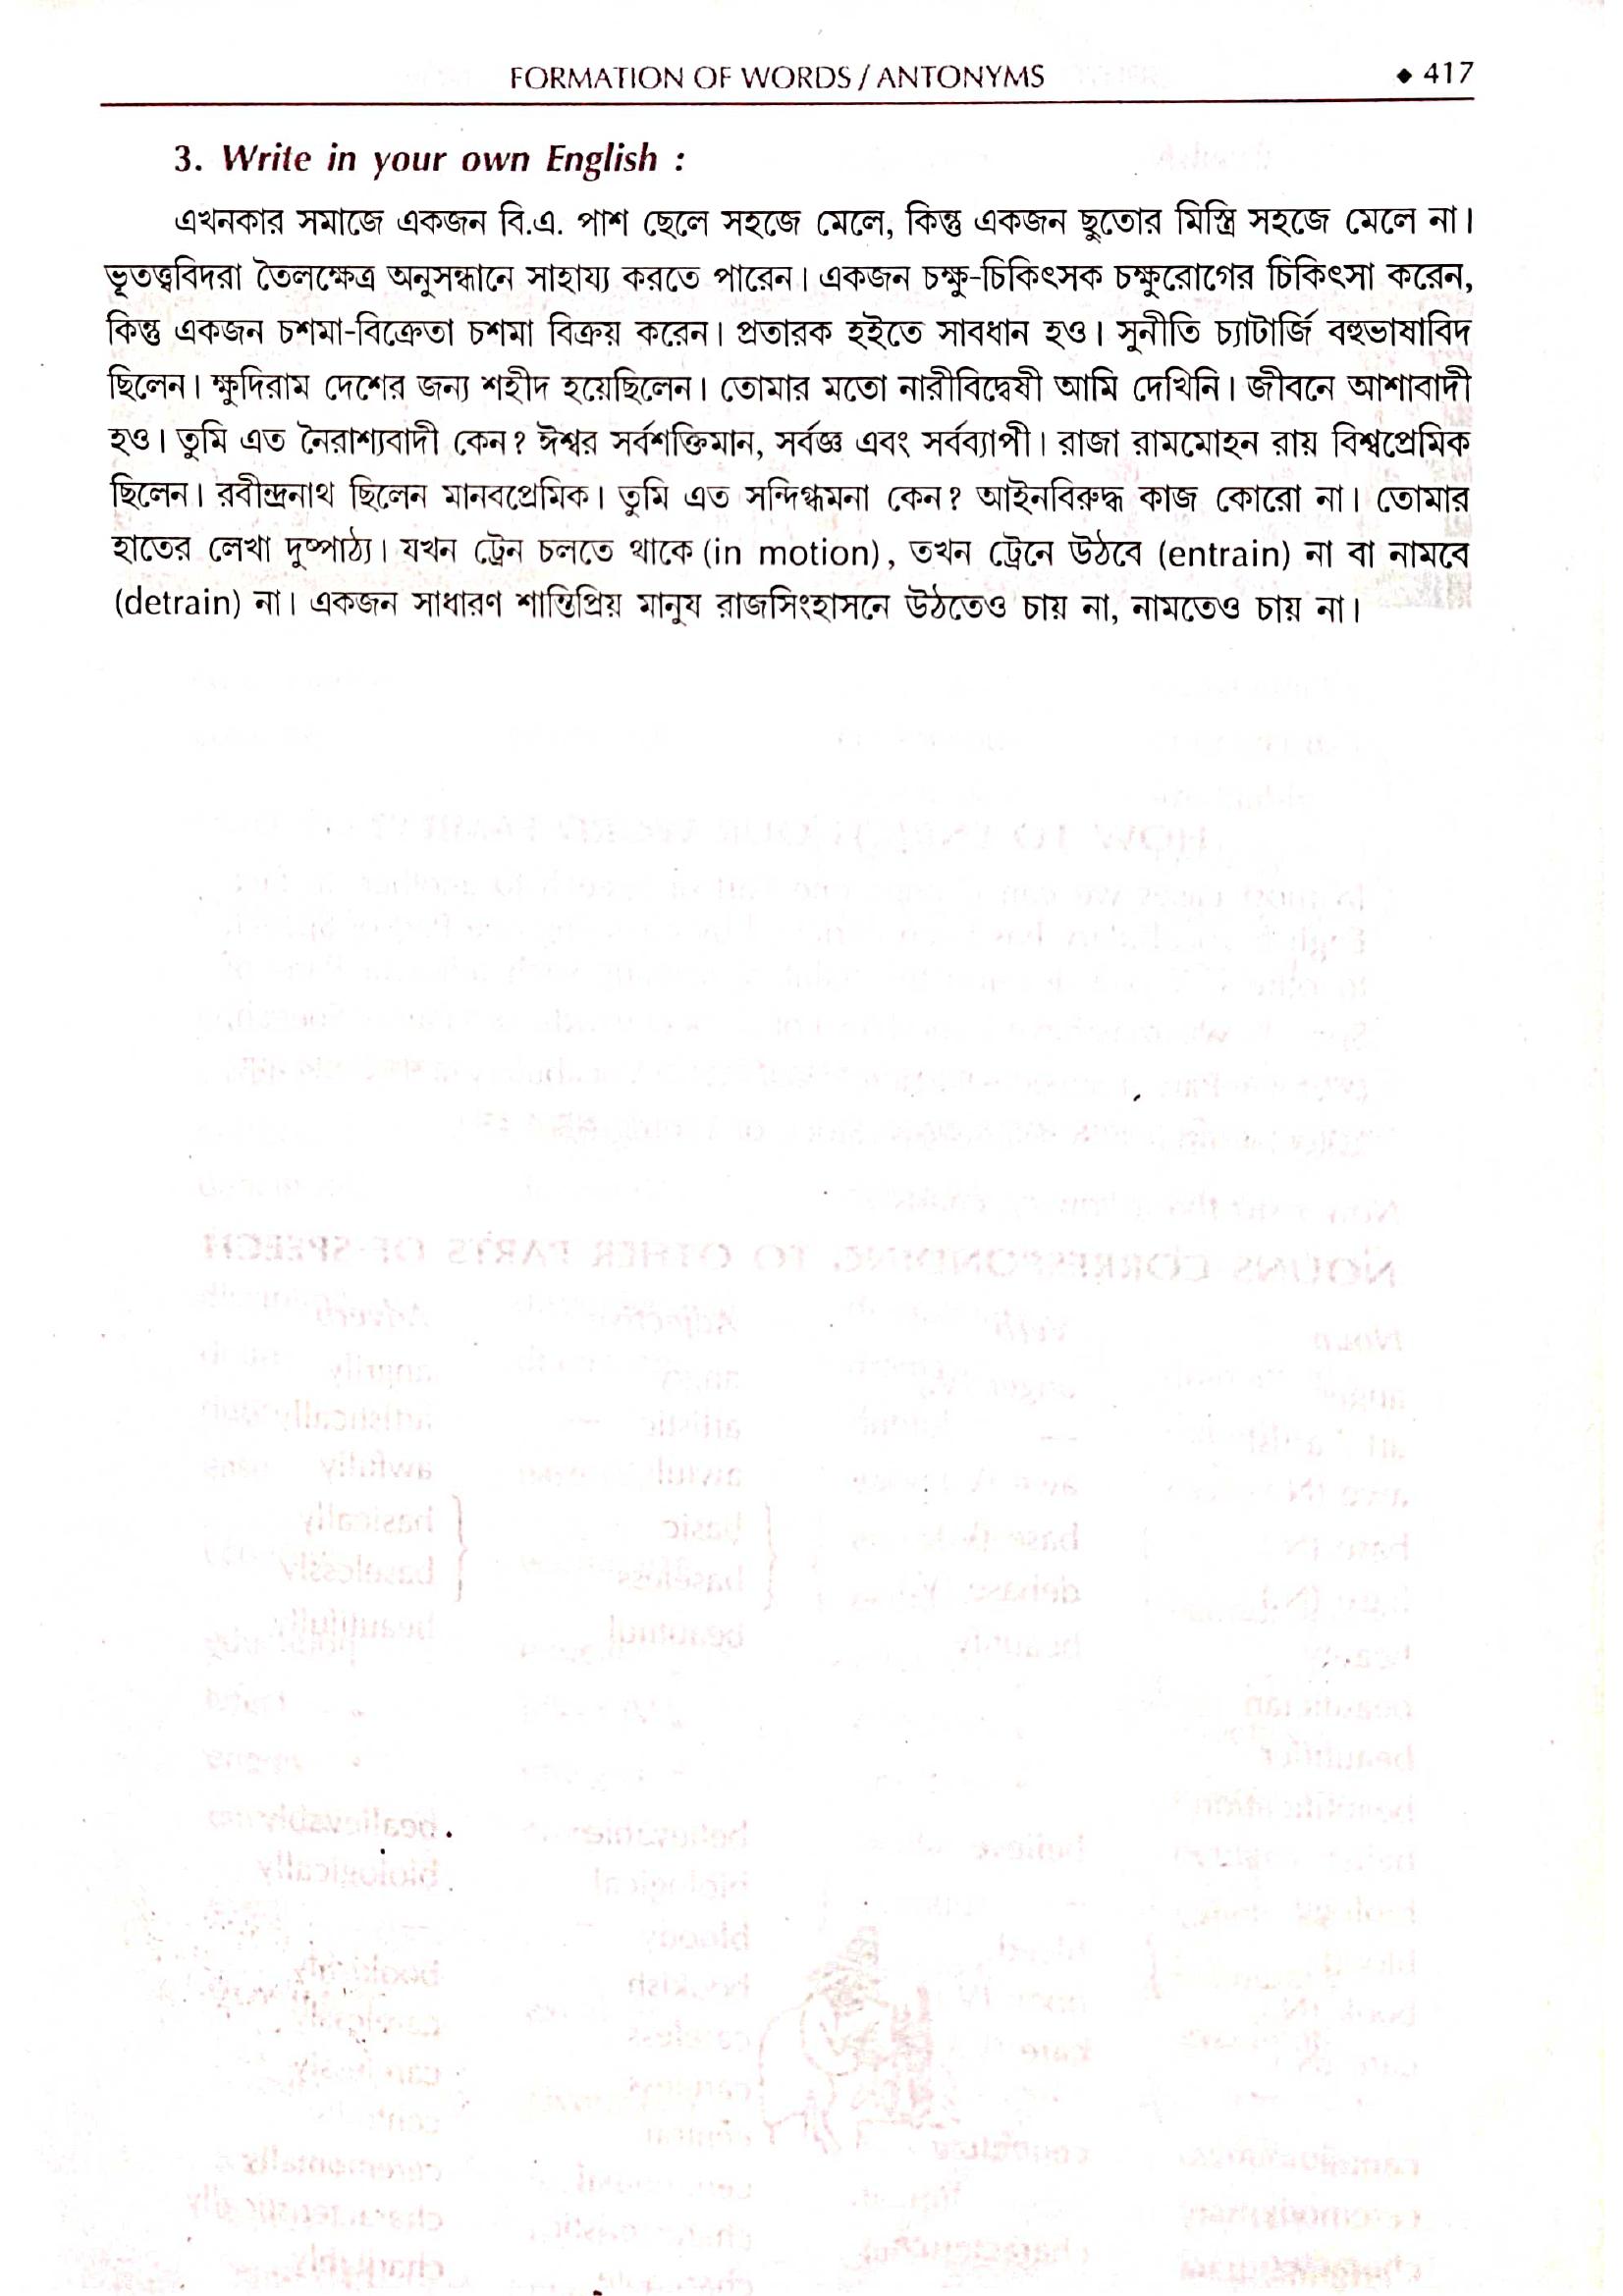 FORMATION OF WORDS / ANTONYMS ◆ 417
3. Write in your own English :
এখনকার সমাজে একজন বি.এ. পাশ ছেলে সহজে মেলে, কিন্তু একজন ছুতোর মিস্ত্রি সহজে মেলে না।
ভূতত্ত্ববিদরা তৈলক্ষেত্র অনুসন্ধানে সাহায্য করতে পারেন। একজন চক্ষু-চিকিৎসক চক্ষুরোগের চিকিৎসা করেন,
কিন্তু একজন চশমা-বিক্রেতা চশমা বিক্রয় করেন। প্রতারক হইতে সাবধান হও। সুনীতি চ্যাটার্জি বহুভাষাবিদ
ছিলেন। ক্ষুদিরাম দেশের জন্য শহীদ হয়েছিলেন। তোমার মতো নারীবিদ্বেষী আমি দেখিনি। জীবনে আশাবাদী
হও। তুমি এত নৈরাশ্যবাদী কেন? ঈশ্বর সর্বশক্তিমান, সর্বজ্ঞ এবং সর্বব্যাপী। রাজা রামমোহন রায় বিশ্বপ্রেমিক
ছিলেন। রবীন্দ্রনাথ ছিলেন মানবপ্রেমিক। তুমি এত সন্দিগ্ধমনা কেন? আইনবিরুদ্ধ কাজ কোরো না। তোমার
হাতের লেখা দুষ্পাঠ্য। যখন ট্রেন চলতে থাকে (in motion), তখন ট্রেনে উঠবে (entrain) না বা নামবে
(detrain) না। একজন সাধারণ শান্তিপ্রিয় মানুষ রাজসিংহাসনে উঠতেও চায় না, নামতেও চায় না।